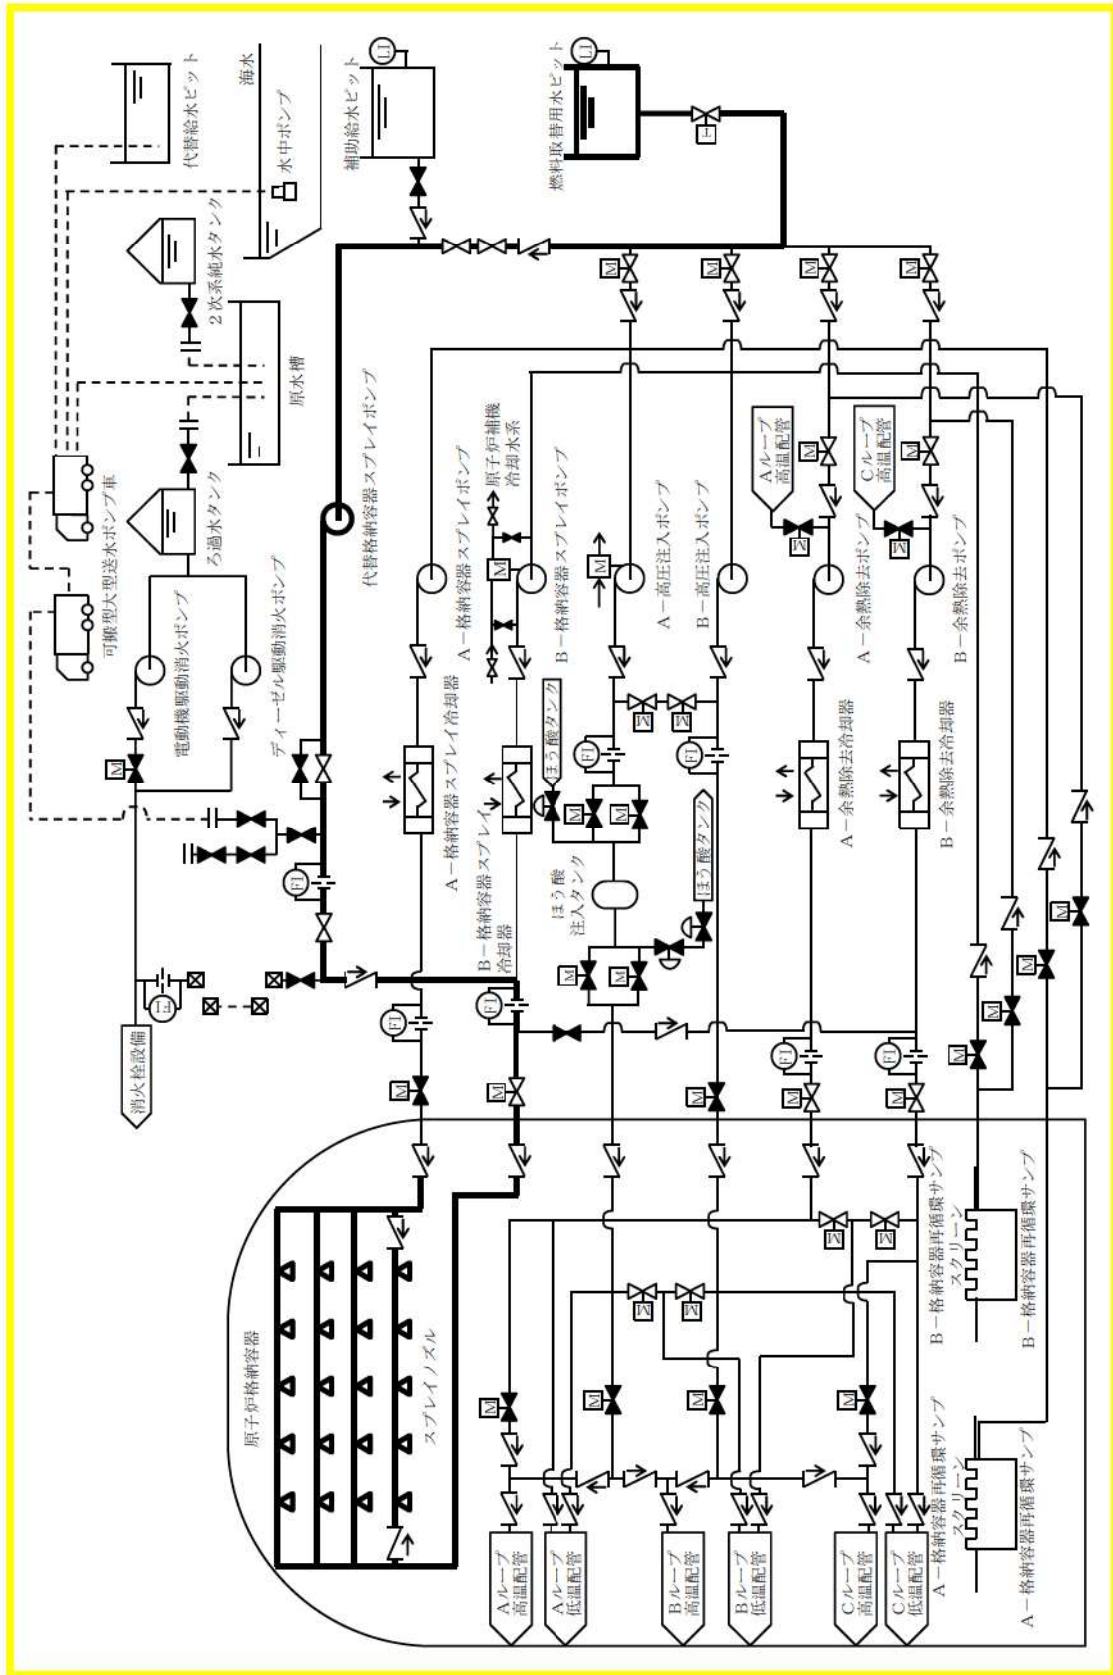 代替給水ピット
海水
水中ポンプ
補助給水ピット
LI
燃料取替用水ピット
LI
T
2次系純水タンク
原水槽
可搬型大型送水ポンプ車
ろ過水タンク
電動機駆動消火ポンプ
ディーゼル駆動消火ポンプ
M
代替格納容器スプレイポンプ
FI
消火栓設備
FI
A-格納容器スプレイポンプ
原子炉補機
冷却水系
M
B-格納容器スプレイポンプ
M
A-高圧注入ポンプ
B-高圧注入ポンプ
M
M
M
M
Aループ
高温配管
M
M
Cループ
高温配管
M
M
A-余熱除去ポンプ
B-余熱除去ポンプ
A-格納容器スプレイ冷却器
B-格納容器スプレイ
冷却器
ほう酸タンク
FI
M
M
FI
M
M
ほう酸
注入タンク
ほう酸タンク
M
M
A-余熱除去冷却器
B-余熱除去冷却器
FI
FI
FI
FI
M
M
M
M
M
M
M
M
M
原子炉格納容器
スプレイノズル
M
M
M
M
M
M
M
M
Aループ
高温配管
Aループ
低温配管
Bループ
高温配管
Bループ
低温配管
Cループ
高温配管
Cループ
低温配管
B-格納容器再循環サンプ
スクリーン
B-格納容器再循環サンプ
A-格納容器再循環サンプ
スクリーン
A-格納容器再循環サンプ